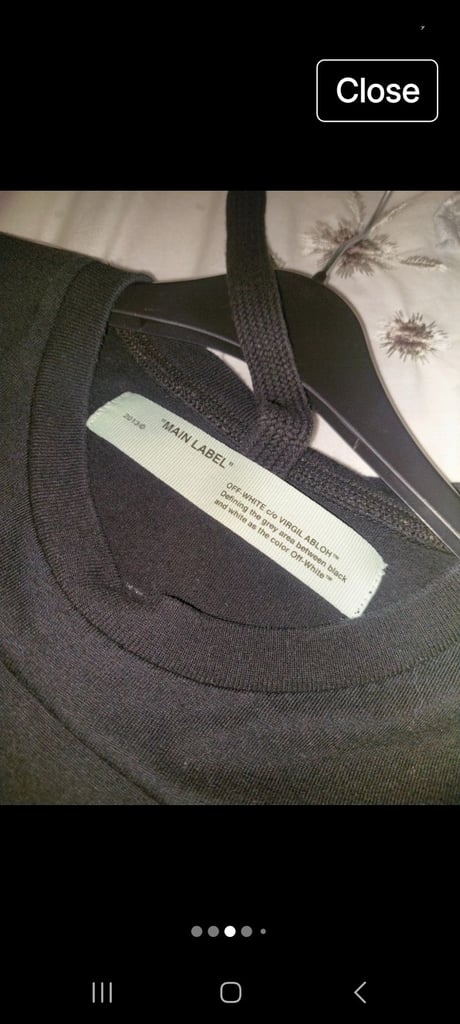 Close
2013©
"MAIN LABEL"
OFF-WHITE c/o VIRGIL ABLOH™
Defining the grey area between black
and white as the color Off-White™